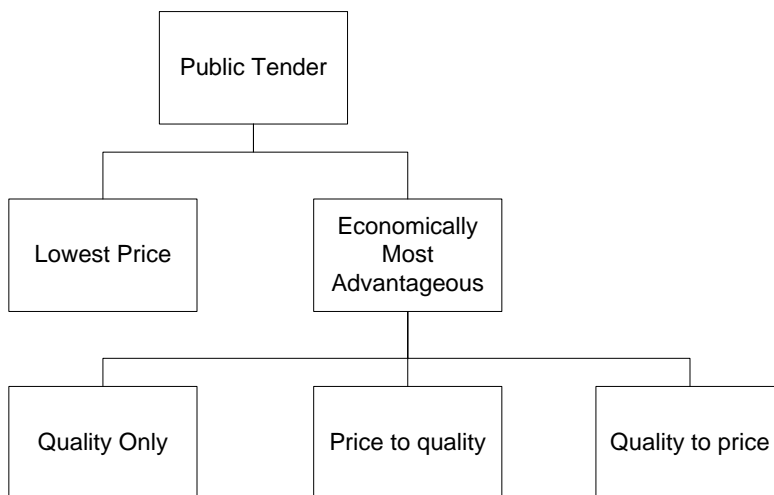 Public Tender
Lowest Price
Economically
Most
Advantageous
Quality Only
Price to quality
Quality to price